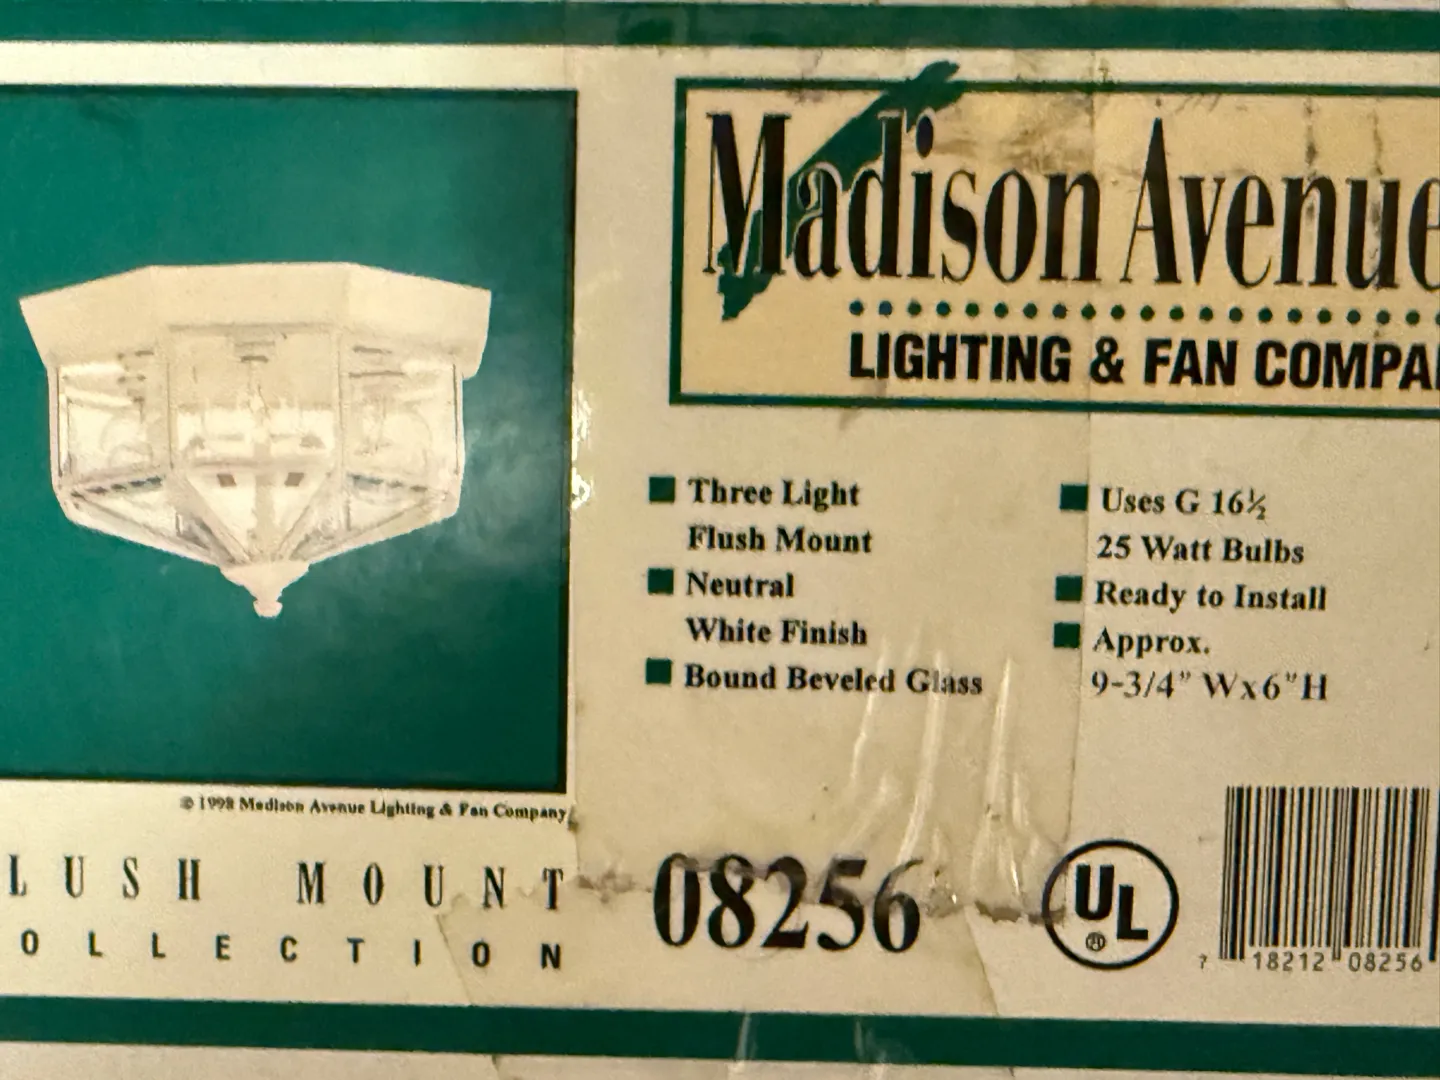 Madison Avenue
LIGHTING & FAN COMPA
Three Light
Flush Mount
Neutral
White Finish
Bound Beveled Glass
Uses G 16½
25 Watt Bulbs
Ready to Install
Approx.
9-3/4" Wx6"H
© 1998 Madison Avenue Lighting & Fan Company
LUSH MOUNT
OLLECTION
08256
UL
®
7 18212 08256